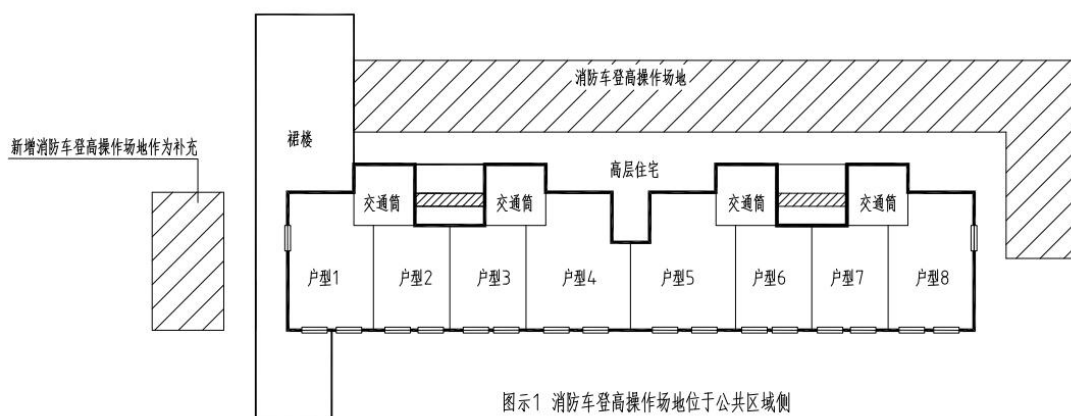 消防车登高操作场地
新增消防车登高操作场地作为补充
裙楼
高层住宅
交通筒 交通筒 交通筒 交通筒
户型1 户型2 户型3 户型4 户型5 户型6 户型7 户型8
图示1 消防车登高操作场地位于公共区域侧